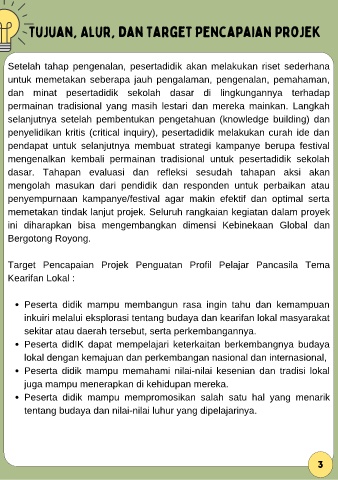 TUJUAN, ALUR, DAN TARGET PENCAPAIAN PROJEK
Setelah tahap pengenalan, pesertadidik akan melakukan riset sederhana
untuk memetakan seberapa jauh pengalaman, pengenalan, pemahaman,
dan minat pesertadidik sekolah dasar di lingkungannya terhadap
permainan tradisional yang masih lestari dan mereka mainkan. Langkah
selanjutnya setelah pembentukan pengetahuan (knowledge building) dan
penyelidikan kritis (critical inquiry), pesertadidik melakukan curah ide dan
pendapat untuk selanjutnya membuat strategi kampanye berupa festival
mengenalkan kembali permainan tradisional untuk pesertadidik sekolah
dasar. Tahapan evaluasi dan refleksi sesudah tahapan aksi akan
mengolah masukan dari pendidik dan responden untuk perbaikan atau
penyempurnaan kampanye/festival agar makin efektif dan optimal serta
memetakan tindak lanjut projek. Seluruh rangkaian kegiatan dalam proyek
ini diharapkan bisa mengembangkan dimensi Kebinekaan Global dan
Bergotong Royong.
Target Pencapaian Projek Penguatan Profil Pelajar Pancasila Tema
Kearifan Lokal :
• Peserta didik mampu membangun rasa ingin tahu dan kemampuan
inkuiri melalui eksplorasi tentang budaya dan kearifan lokal masyarakat
sekitar atau daerah tersebut, serta perkembangannya.
• Peserta didIK dapat mempelajari keterkaitan berkembangnya budaya
lokal dengan kemajuan dan perkembangan nasional dan internasional,
• Peserta didik mampu memahami nilai-nilai kesenian dan tradisi lokal
juga mampu menerapkan di kehidupan mereka.
• Peserta didik mampu mempromosikan salah satu hal yang menarik
tentang budaya dan nilai-nilai luhur yang dipelajarinya.
3